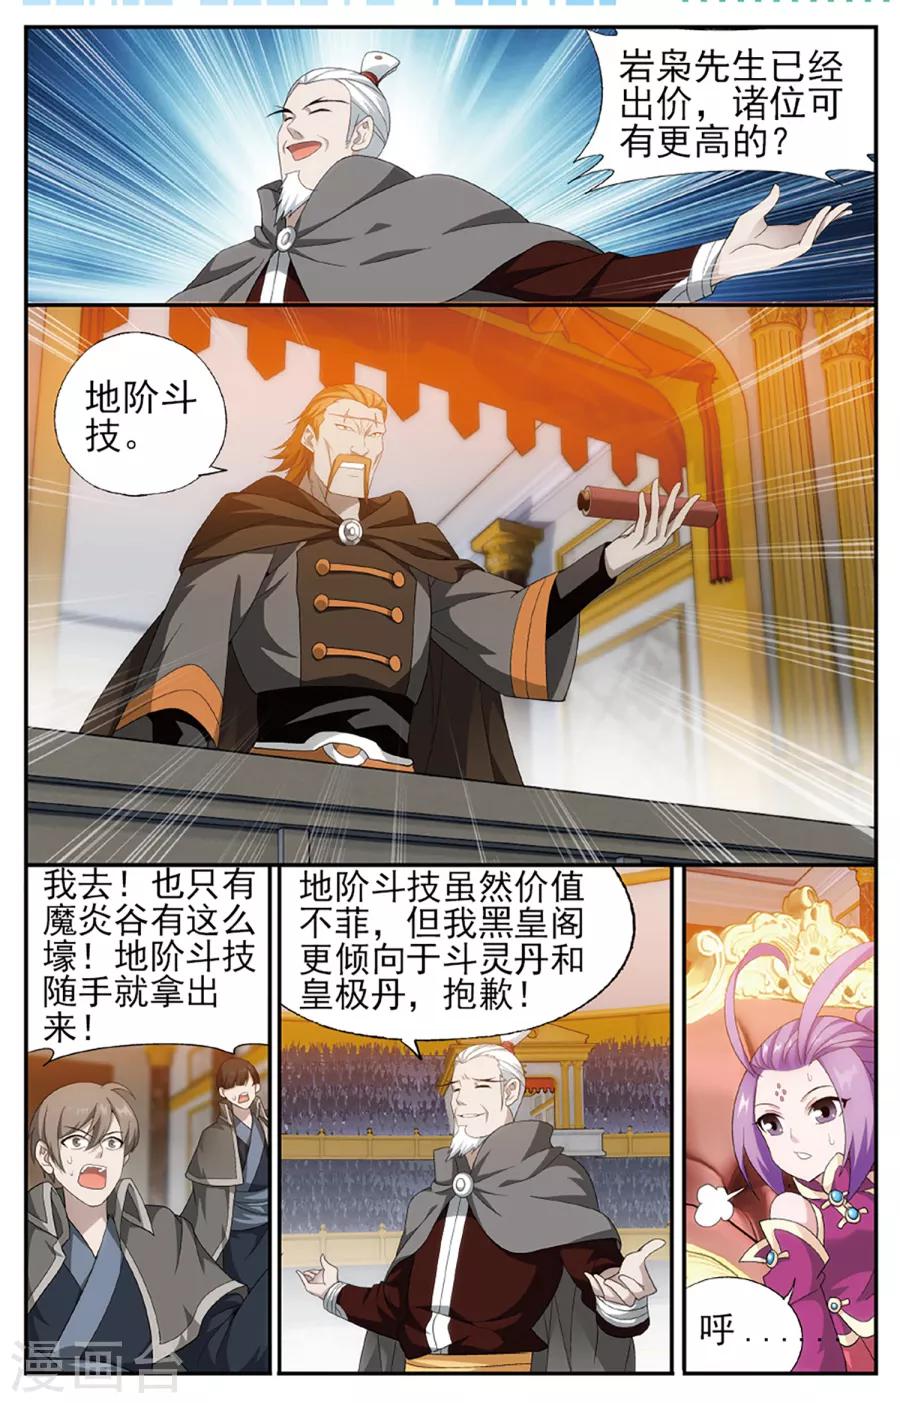 岩枭先生已经
出价，诸位可
有更高的？
地阶斗
技。
我去！也只有
魔炎谷有这么
壕！地阶斗技
随手就拿出
来！
地阶斗技虽然价值
不菲，但我黑皇阁
更倾向于斗灵丹和
皇极丹，抱歉！
呼......
漫画台